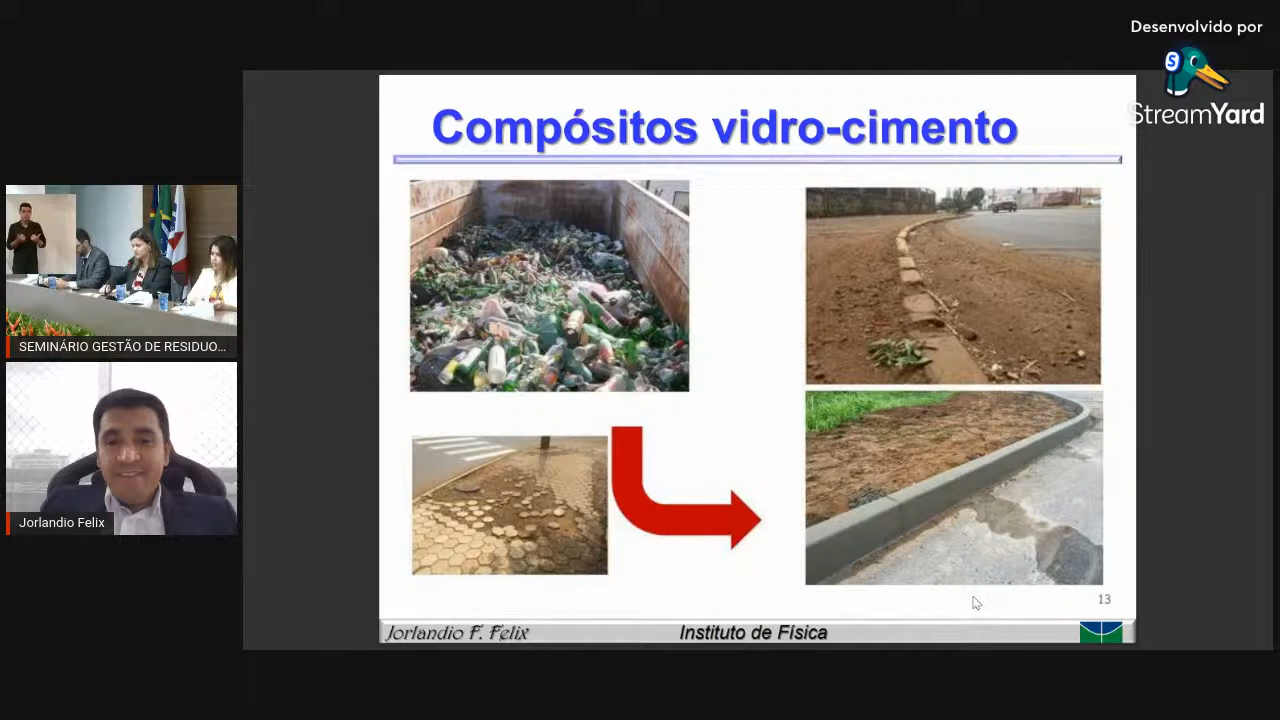 Desenvolvido por
StreamYard
Compósitos vidro-cimento
SEMINÁRIO GESTÃO DE RESIDUO...
Jorlandio Felix
13
Jorlandio F. Felix
Instituto de Física